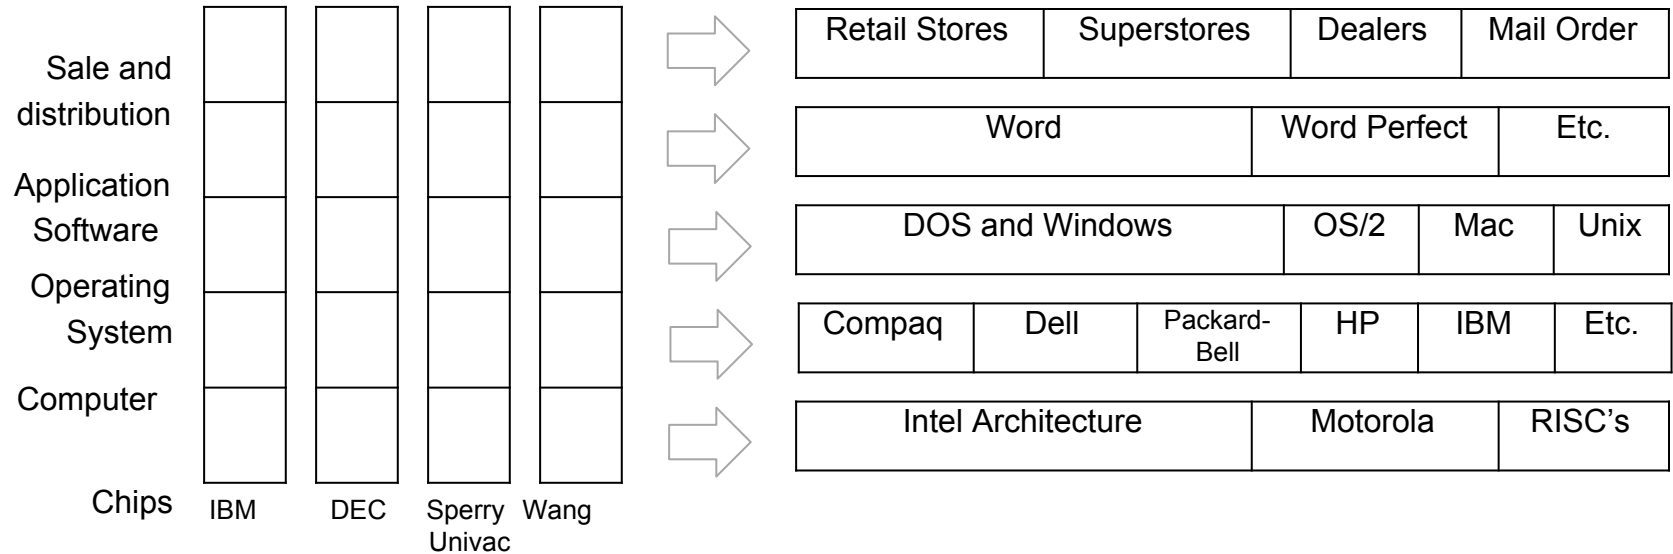 Retail Stores Superstores Dealers Mail Order
Sale and
distribution
Word Word Perfect Etc.
Application
Software
DOS and Windows OS/2 Mac Unix
Operating
System
Compaq Dell Packard-
Bell HP IBM Etc.
Computer
Intel Architecture Motorola RISC’s
Chips
IBM DEC Sperry Wang
Univac